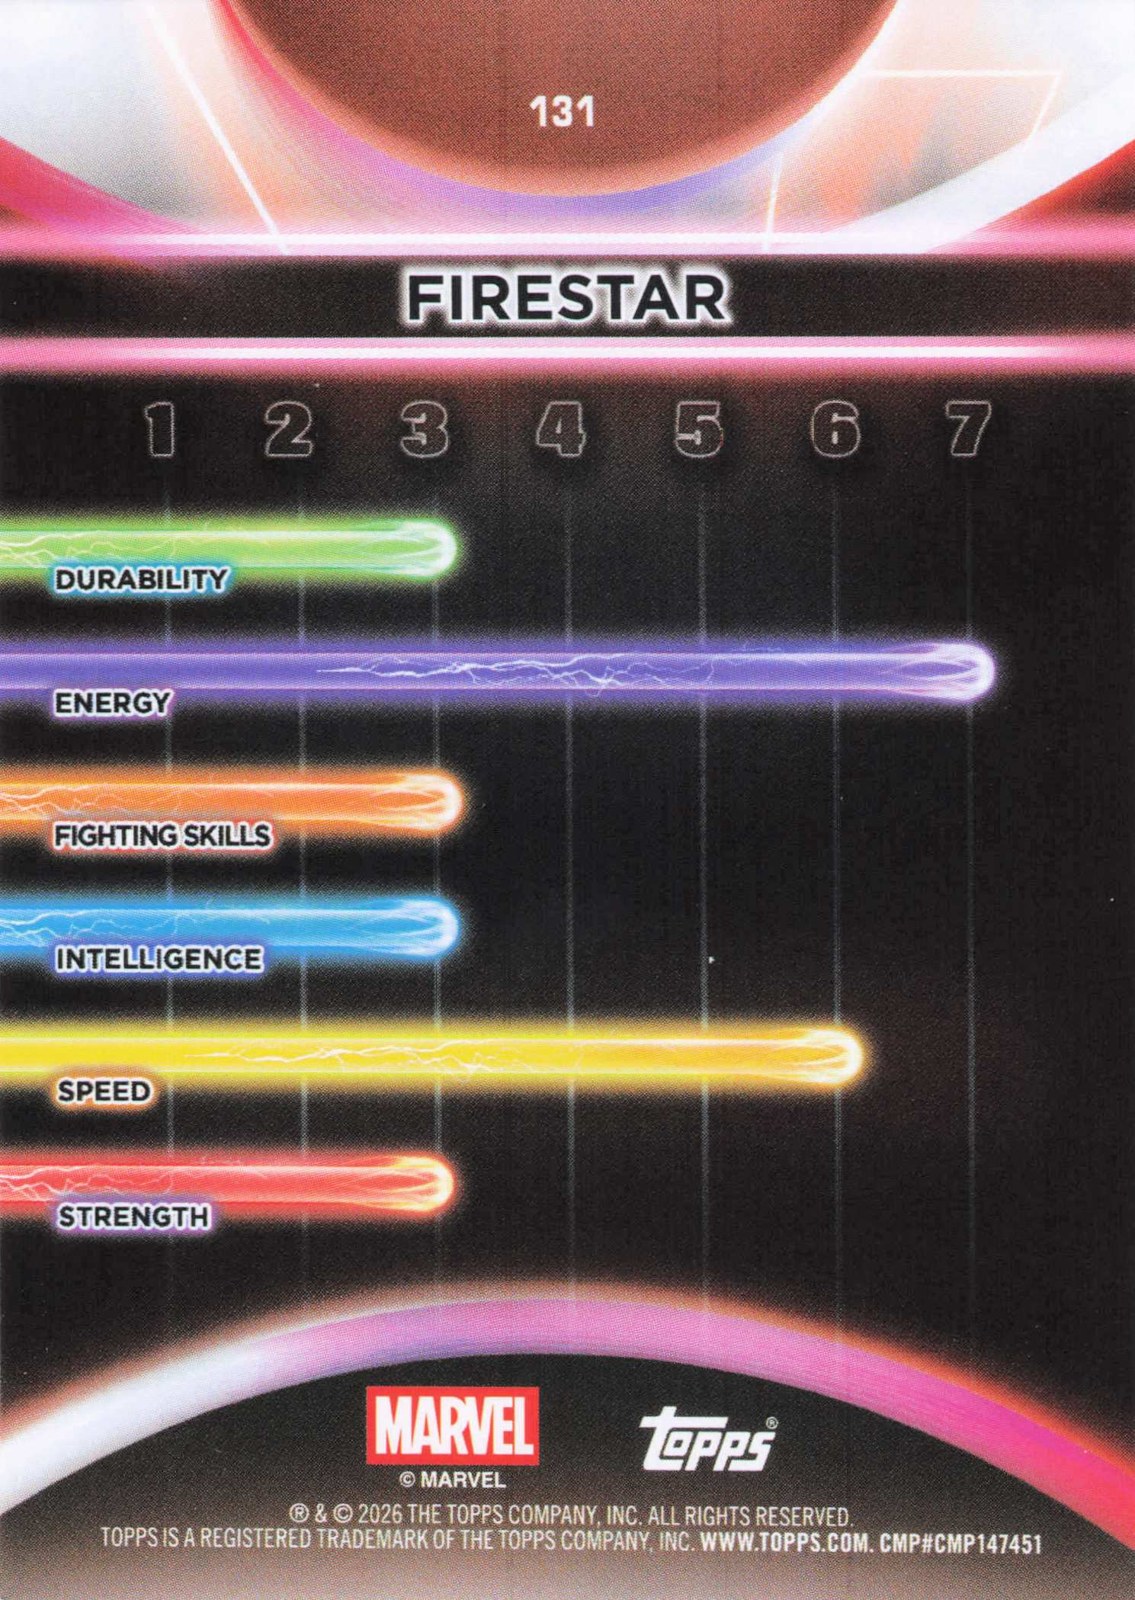 131
FIRESTAR
1 2 3 4 5 6 7
DURABILITY
ENERGY
FIGHTING SKILLS
INTELLIGENCE
SPEED
STRENGTH
MARVEL
© MARVEL
Topps®
® & © 2026 THE TOPPS COMPANY, INC. ALL RIGHTS RESERVED.
TOPPS IS A REGISTERED TRADEMARK OF THE TOPPS COMPANY, INC. WWW.TOPPS.COM. CMP#CMP147451